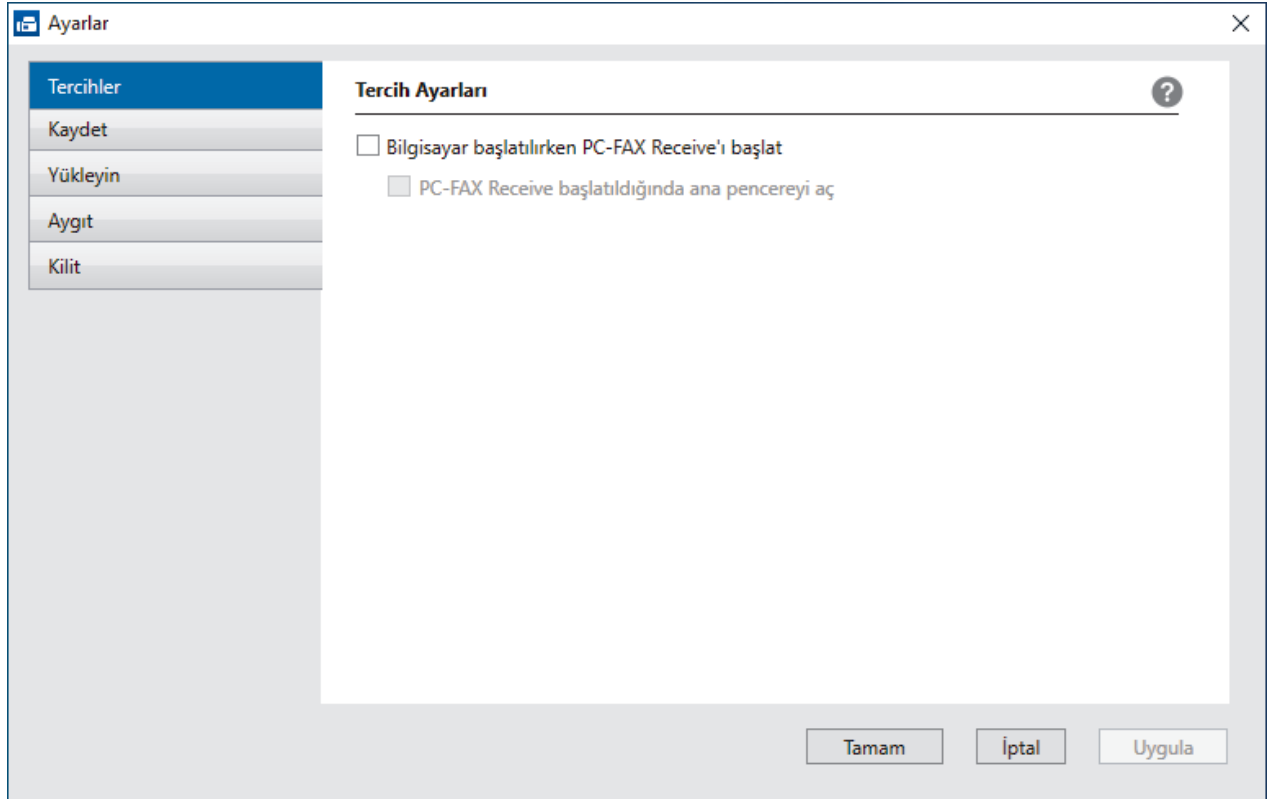 Ayarlar
Tercihler
Kaydet
Yükleyin
Aygıt
Kilit
Tercih Ayarları
?
Bilgisayar başlatılırken PC-FAX Receive'ı başlat
PC-FAX Receive başlatıldığında ana pencereyi aç
Tamam
İptal
Uygula